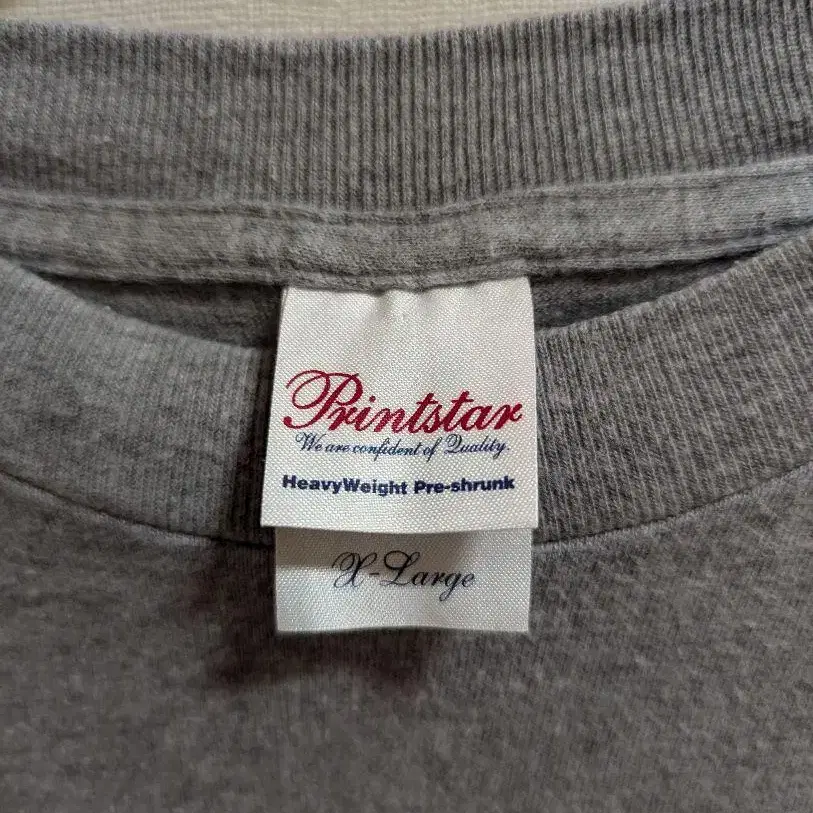 Printstar
We are confident of Quality.
HeavyWeight Pre-shrunk
X-Large